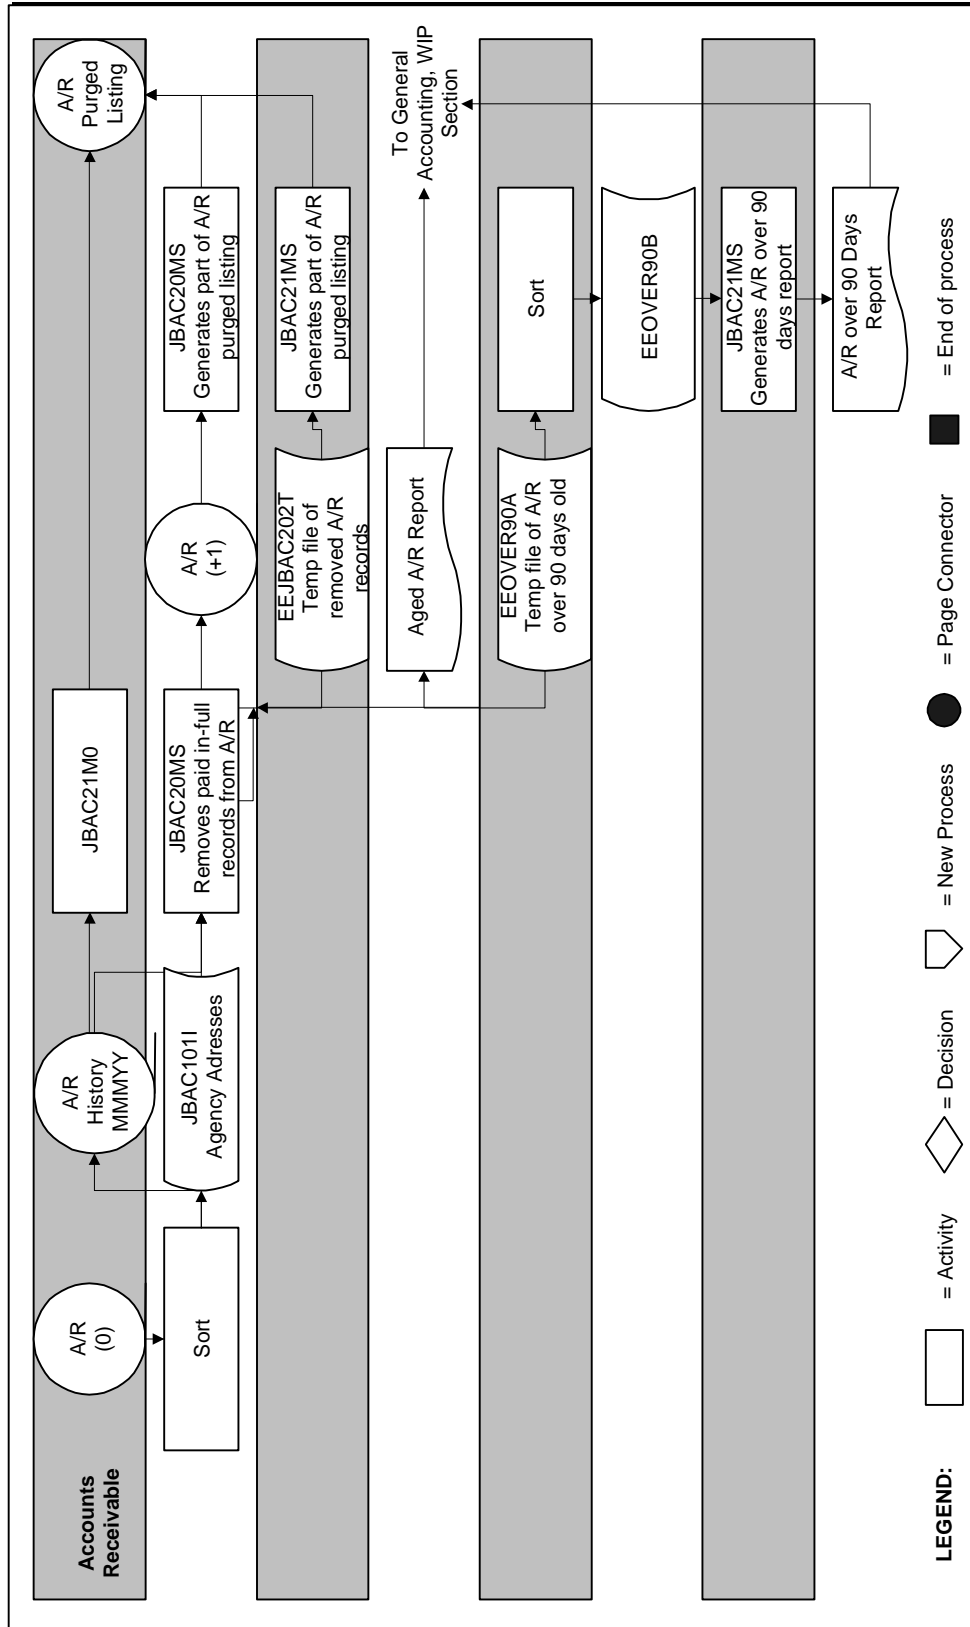 Accounts
Receivable
A/R
(0)
Sort
A/R
History
MMMYY
JBAC101I
Agency Adresses
JBAC21M0
JBAC20MS
Removes paid in-full
records from A/R
A/R
(+1)
JBAC20MS
Generates part of A/R
purged listing
A/R
Purged
Listing
EEJBAC202T
Temp file of
removed A/R
records
JBAC21MS
Generates part of A/R
purged listing
Aged A/R Report
To General
Accounting, WIP
Section
EEOVER90A
Temp file of A/R
over 90 days old
Sort
EEOVER90B
JBAC21MS
Generates A/R over 90
days report
A/R over 90 Days
Report
LEGEND:
= Activity
= Decision
= New Process
= Page Connector
= End of process